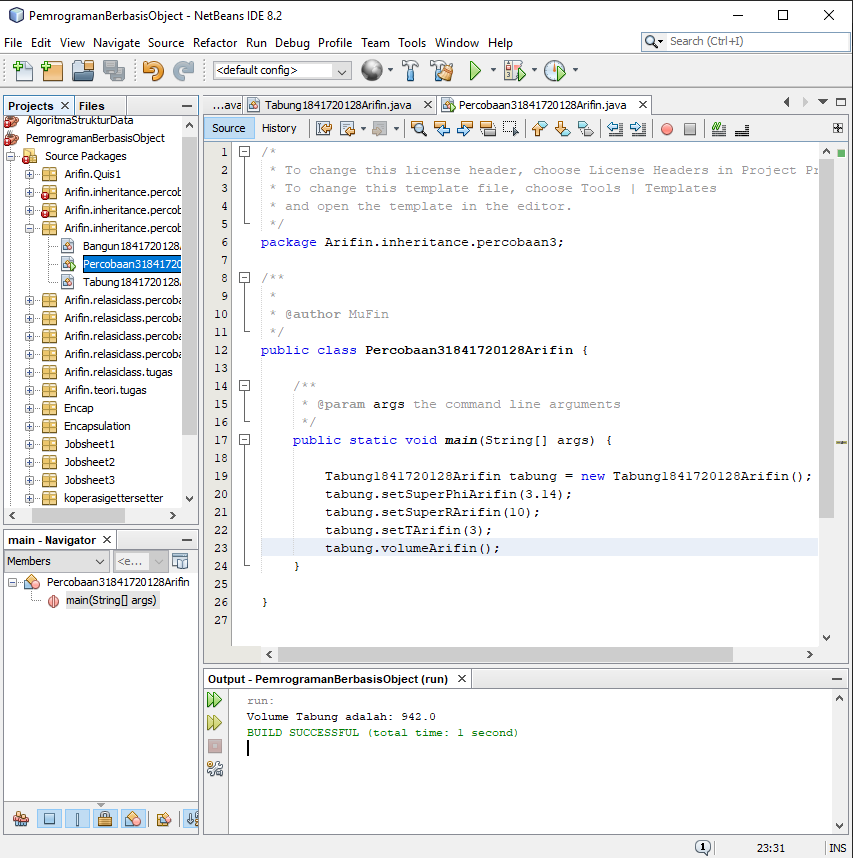 PemrogramanBerbasisObject - NetBeans IDE 8.2
File Edit View Navigate Source Refactor Run Debug Profile Team Tools Window Help
Search (Ctrl+I)
<default config>
Projects Files
AlgoritmaStrukturData
PemrogramanBerbasisObject
Source Packages
Arifin.Quis1
Arifin.inheritance.percob
Arifin.inheritance.percob
Arifin.inheritance.percob
Bangun1841720128
Percobaan31841720
Tabung1841720128
Arifin.relasiclass.percoba
Arifin.relasiclass.percoba
Arifin.relasiclass.percoba
Arifin.relasiclass.percoba
Arifin.relasiclass.tugas
Arifin.teori.tugas
Encap
Encapsulation
Jobsheet1
Jobsheet2
Jobsheet3
koperasigettersetter
main - Navigator
Members <e...
Percobaan31841720128Arifin
main(String[] args)
...ava Tabung1841720128Arifin.java Percobaan31841720128Arifin.java
Source History
1 /*
2 * To change this license header, choose License Headers in Project Pr
3 * To change this template file, choose Tools | Templates
4 * and open the template in the editor.
5 */
6 package Arifin.inheritance.percobaan3;
7
8 /**
9 *
10 * @author MuFin
11 */
12 public class Percobaan31841720128Arifin {
13
14 /**
15 * @param args the command line arguments
16 */
17 public static void main(String[] args) {
18
19 Tabung1841720128Arifin tabung = new Tabung1841720128Arifin();
20 tabung.setSuperPhiArifin(3.14);
21 tabung.setSuperRArifin(10);
22 tabung.setTArifin(3);
23 tabung.volumeArifin();
24 }
25
26 }
27
Output - PemrogramanBerbasisObject (run)
run:
Volume Tabung adalah: 942.0
BUILD SUCCESSFUL (total time: 1 second)
1 23:31 INS